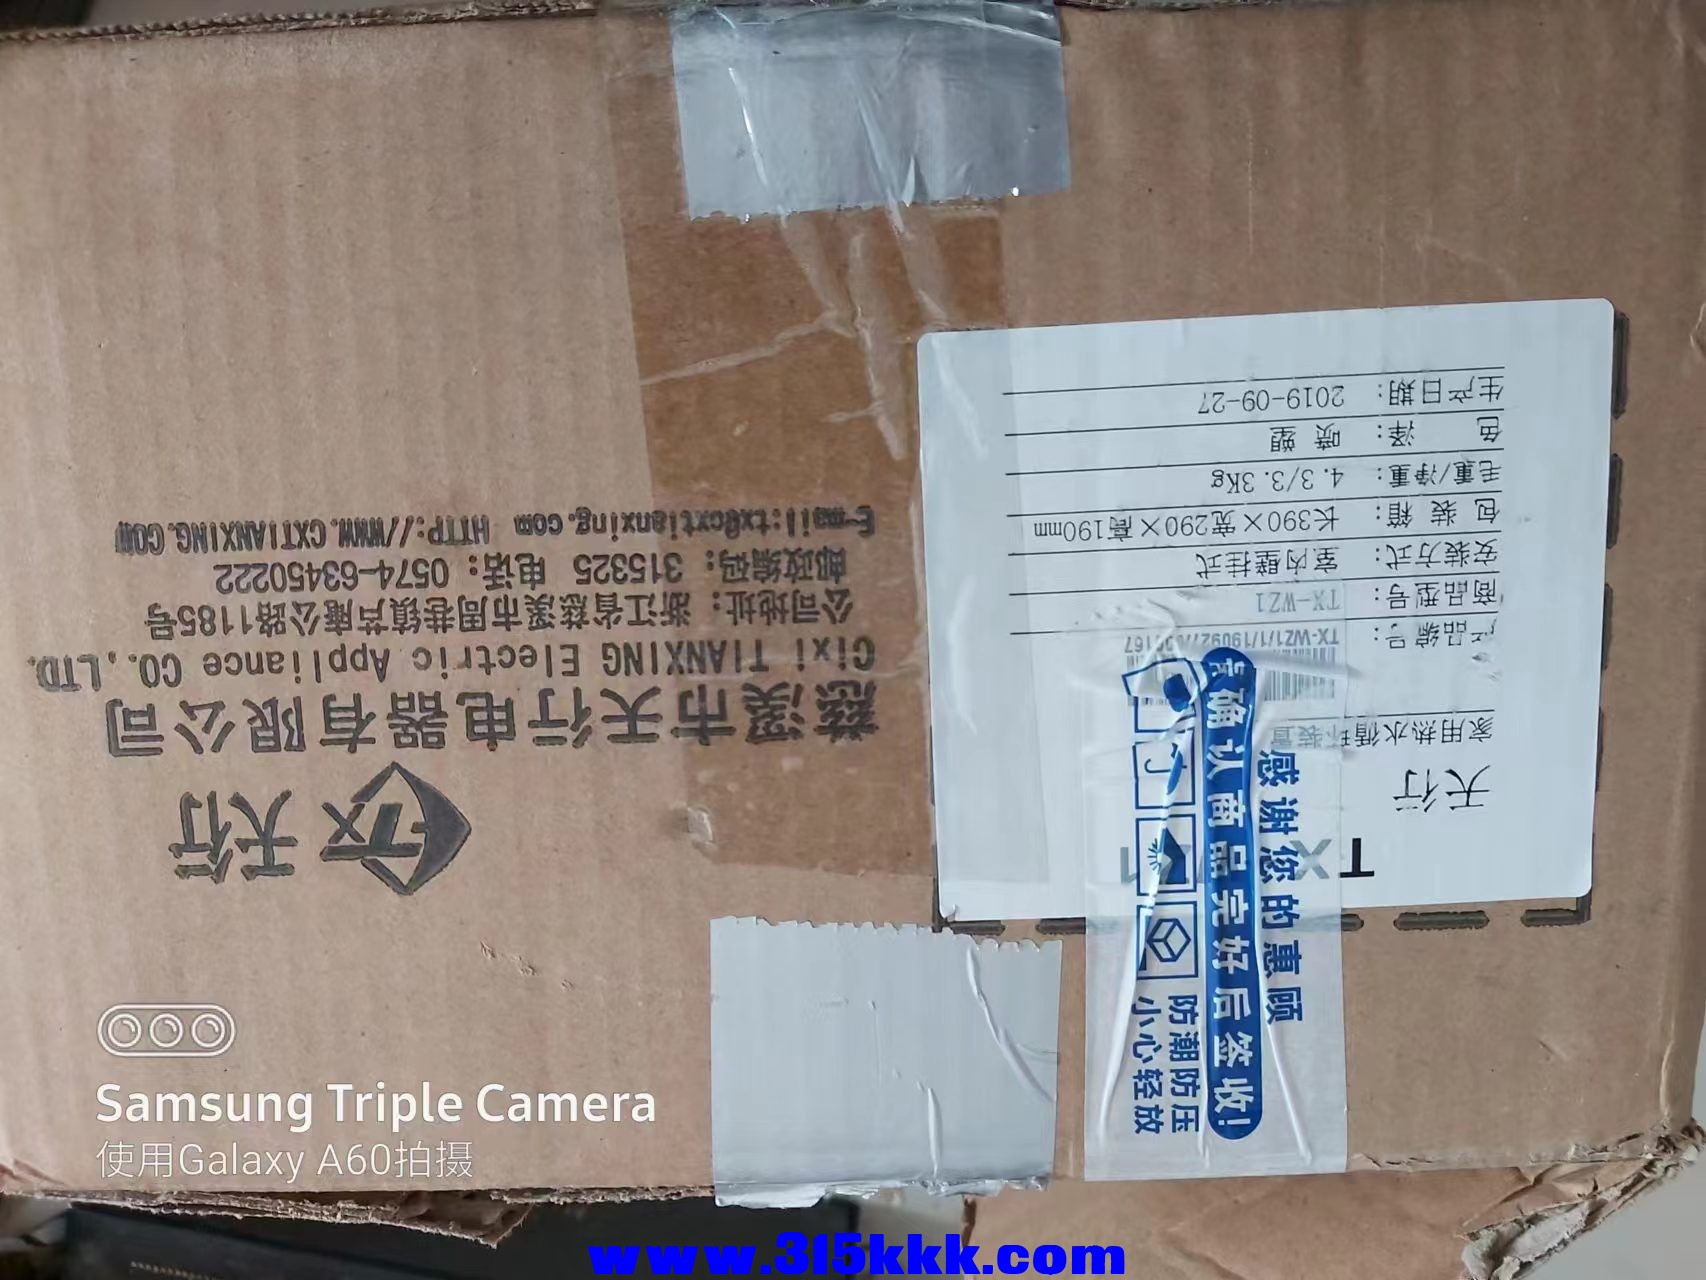 TX 天行
慈溪市天行电器有限公司
Cixi TIANXING Electric Appliance CO.,LTD.
公司地址：浙江省慈溪市周巷镇芦庵公路1185号
邮政编码：315325 电话：0574-63450222
E-mail:tx@cxtianxing.com HTTP://WWW.CXTIANXING.COM
天行
家用热水循环装置
产品编号：
商品型号：TX-WZ1
安装方式：室内壁挂式
包装箱：长390×宽290×高190mm
毛重/净重：4.3/3.3Kg
色 泽：喷塑
生产日期：2019-09-27
感谢您的惠顾
请确认商品完好后签收!
防潮防压
小心轻放
Samsung Triple Camera
使用Galaxy A60拍摄
www.315kkk.com